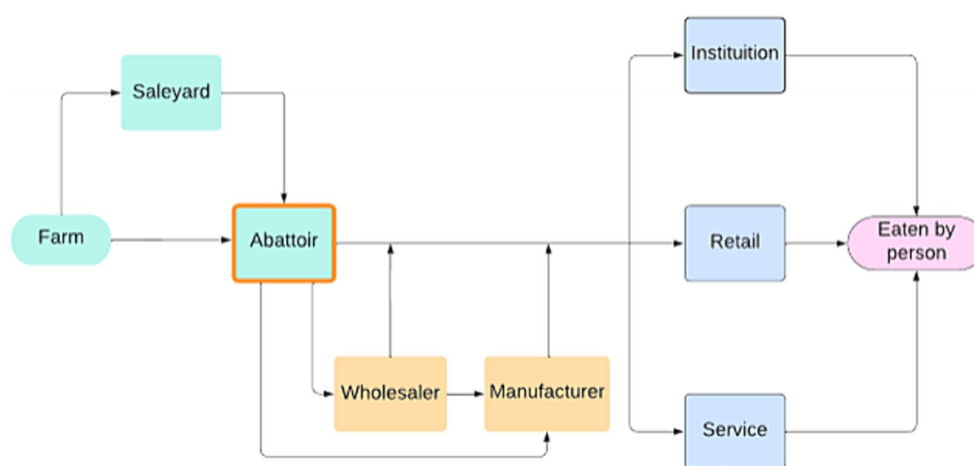 Instituition
Saleyard
Farm
Abattoir
Retail
Eaten by
person
Wholesaler
Manufacturer
Service